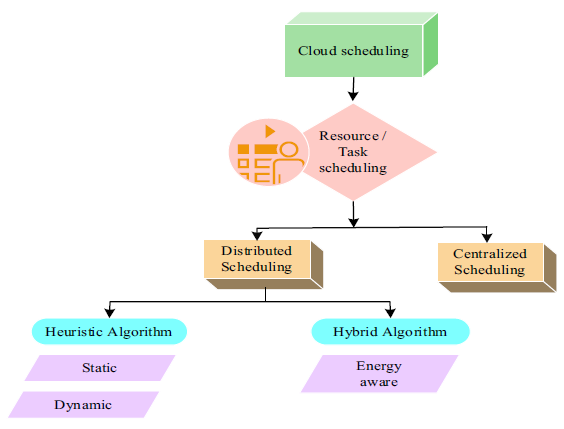 Cloud scheduling
Resource /
Task
scheduling
Distributed
Scheduling
Centralized
Scheduling
Heuristic Algorithm
Hybrid Algorithm
Static
Energy
aware
Dynamic